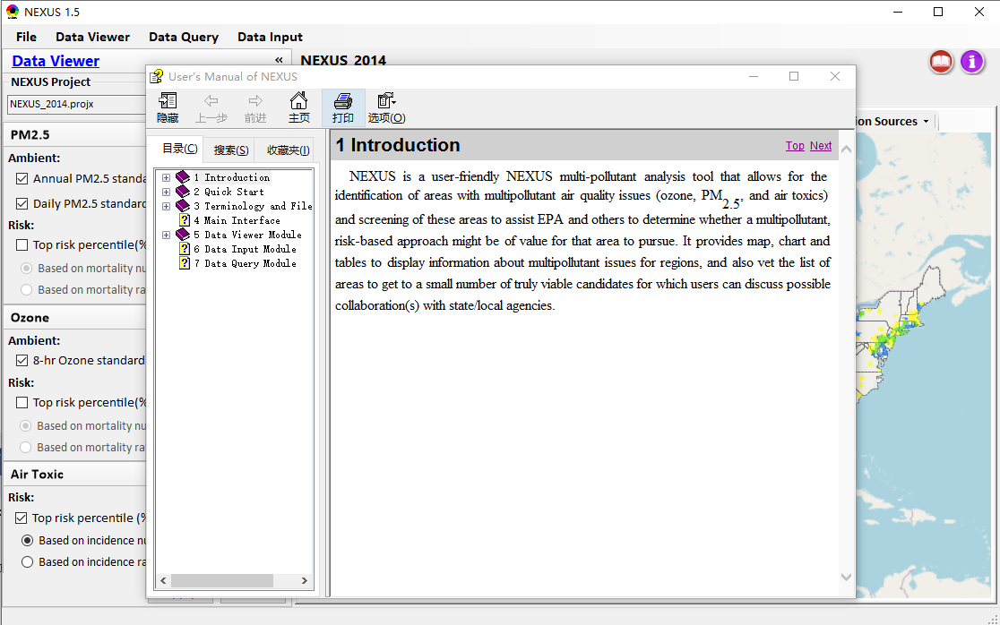 NEXUS 1.5
File Data Viewer Data Query Data Input
Data Viewer «
NEXUS_2014
NEXUS Project
NEXUS_2014.projx
PM2.5
Ambient:
Annual PM2.5 standa
Daily PM2.5 standard
Risk:
Top risk percentile(%
Based on mortality nu
Based on mortality ra
Ozone
Ambient:
8-hr Ozone standard
Risk:
Top risk percentile(%
Based on mortality nu
Based on mortality ra
Air Toxic
Risk:
Top risk percentile (%
Based on incidence nu
Based on incidence ra
ion Sources
User's Manual of NEXUS
隐藏 上一步 前进 主页 打印 选项(O)
目录(C) 搜索(S) 收藏夹(I)
1 Introduction
2 Quick Start
3 Terminology and File
4 Main Interface
5 Data Viewer Module
6 Data Input Module
7 Data Query Module
1 Introduction
Top Next
NEXUS is a user-friendly NEXUS multi-pollutant analysis tool that allows for the
identification of areas with multipollutant air quality issues (ozone, PM2.5, and air toxics)
and screening of these areas to assist EPA and others to determine whether a multipollutant,
risk-based approach might be of value for that area to pursue. It provides map, chart and
tables to display information about multipollutant issues for regions, and also vet the list of
areas to get to a small number of truly viable candidates for which users can discuss possible
collaboration(s) with state/local agencies.